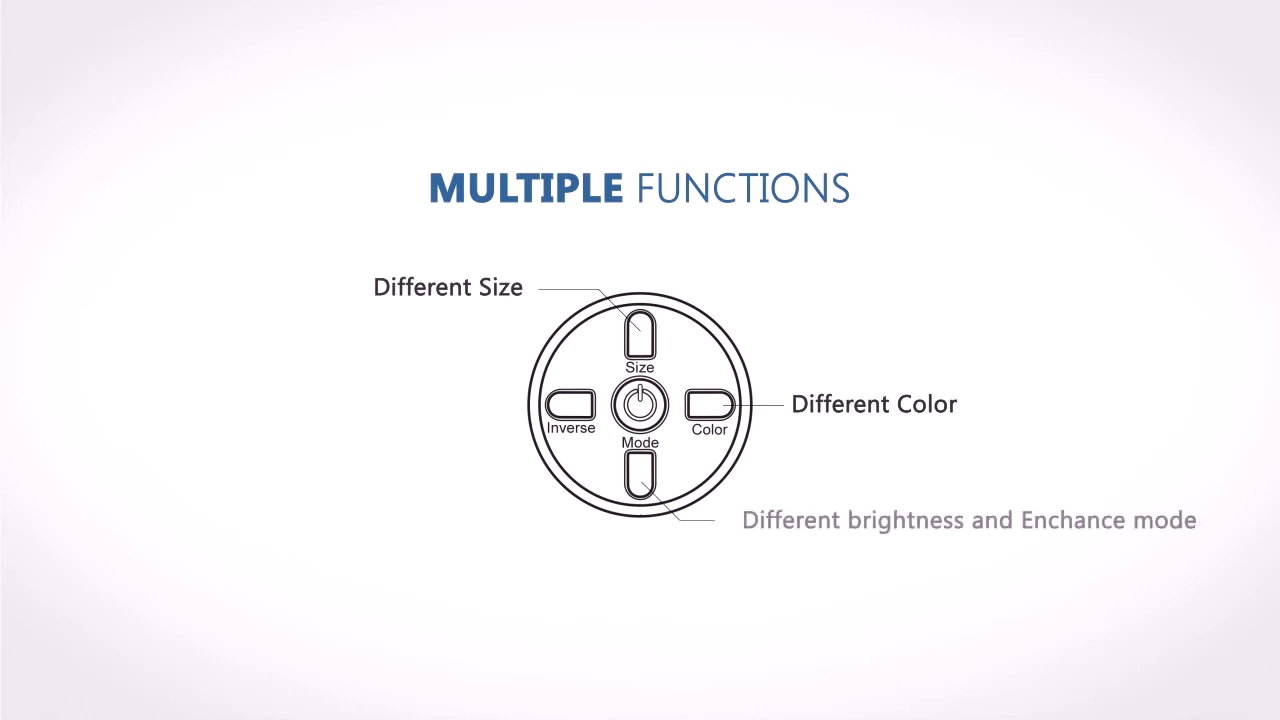 MULTIPLE FUNCTIONS
Different Size
Size
Different Color
Inverse
Color
Mode
Different brightness and Enchance mode